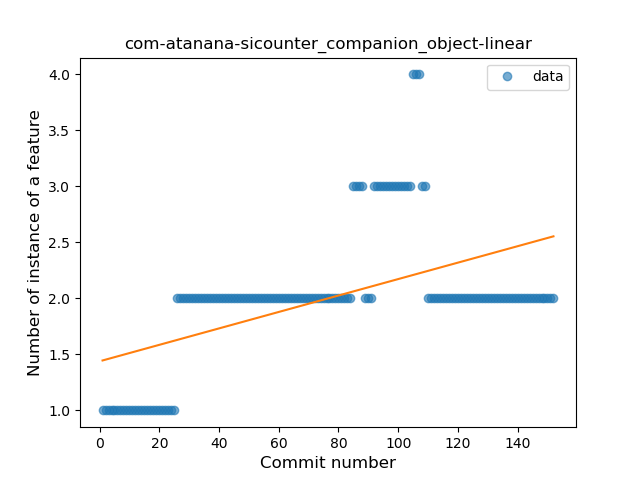 com-atanana-sicounter_companion_object-linear
data
Number of instance of a feature
4.0
3.5
3.0
2.5
2.0
1.5
1.0
0 20 40 60 80 100 120 140
Commit number